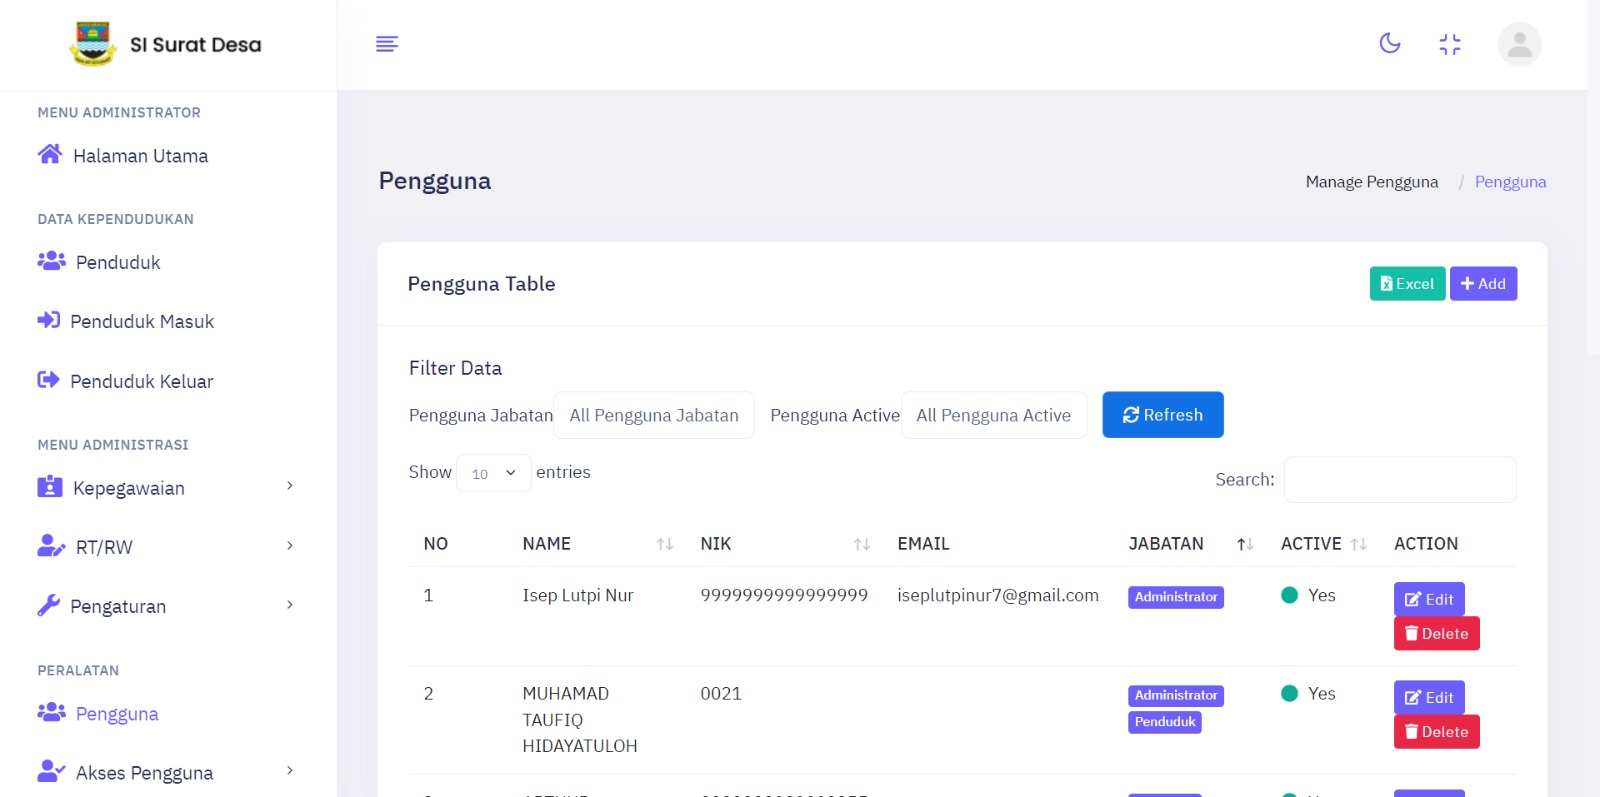 SI Surat Desa
MENU ADMINISTRATOR
Halaman Utama
DATA KEPENDUDUKAN
Penduduk
Penduduk Masuk
Penduduk Keluar
MENU ADMINISTRASI
Kepegawaian
RT/RW
Pengaturan
PERALATAN
Pengguna
Akses Pengguna
Pengguna
Manage Pengguna / Pengguna
Pengguna Table
Excel
Add
Filter Data
Pengguna Jabatan All Pengguna Jabatan Pengguna Active All Pengguna Active Refresh
Show 10 entries
Search:
NO NAME NIK EMAIL JABATAN ACTIVE ACTION
1 Isep Lutpi Nur 9999999999999999 iseplutpinur7@gmail.com Administrator Yes Edit
Delete
2 MUHAMAD 0021 Administrator Yes Edit
TAUFIQ Penduduk Delete
HIDAYATULOH